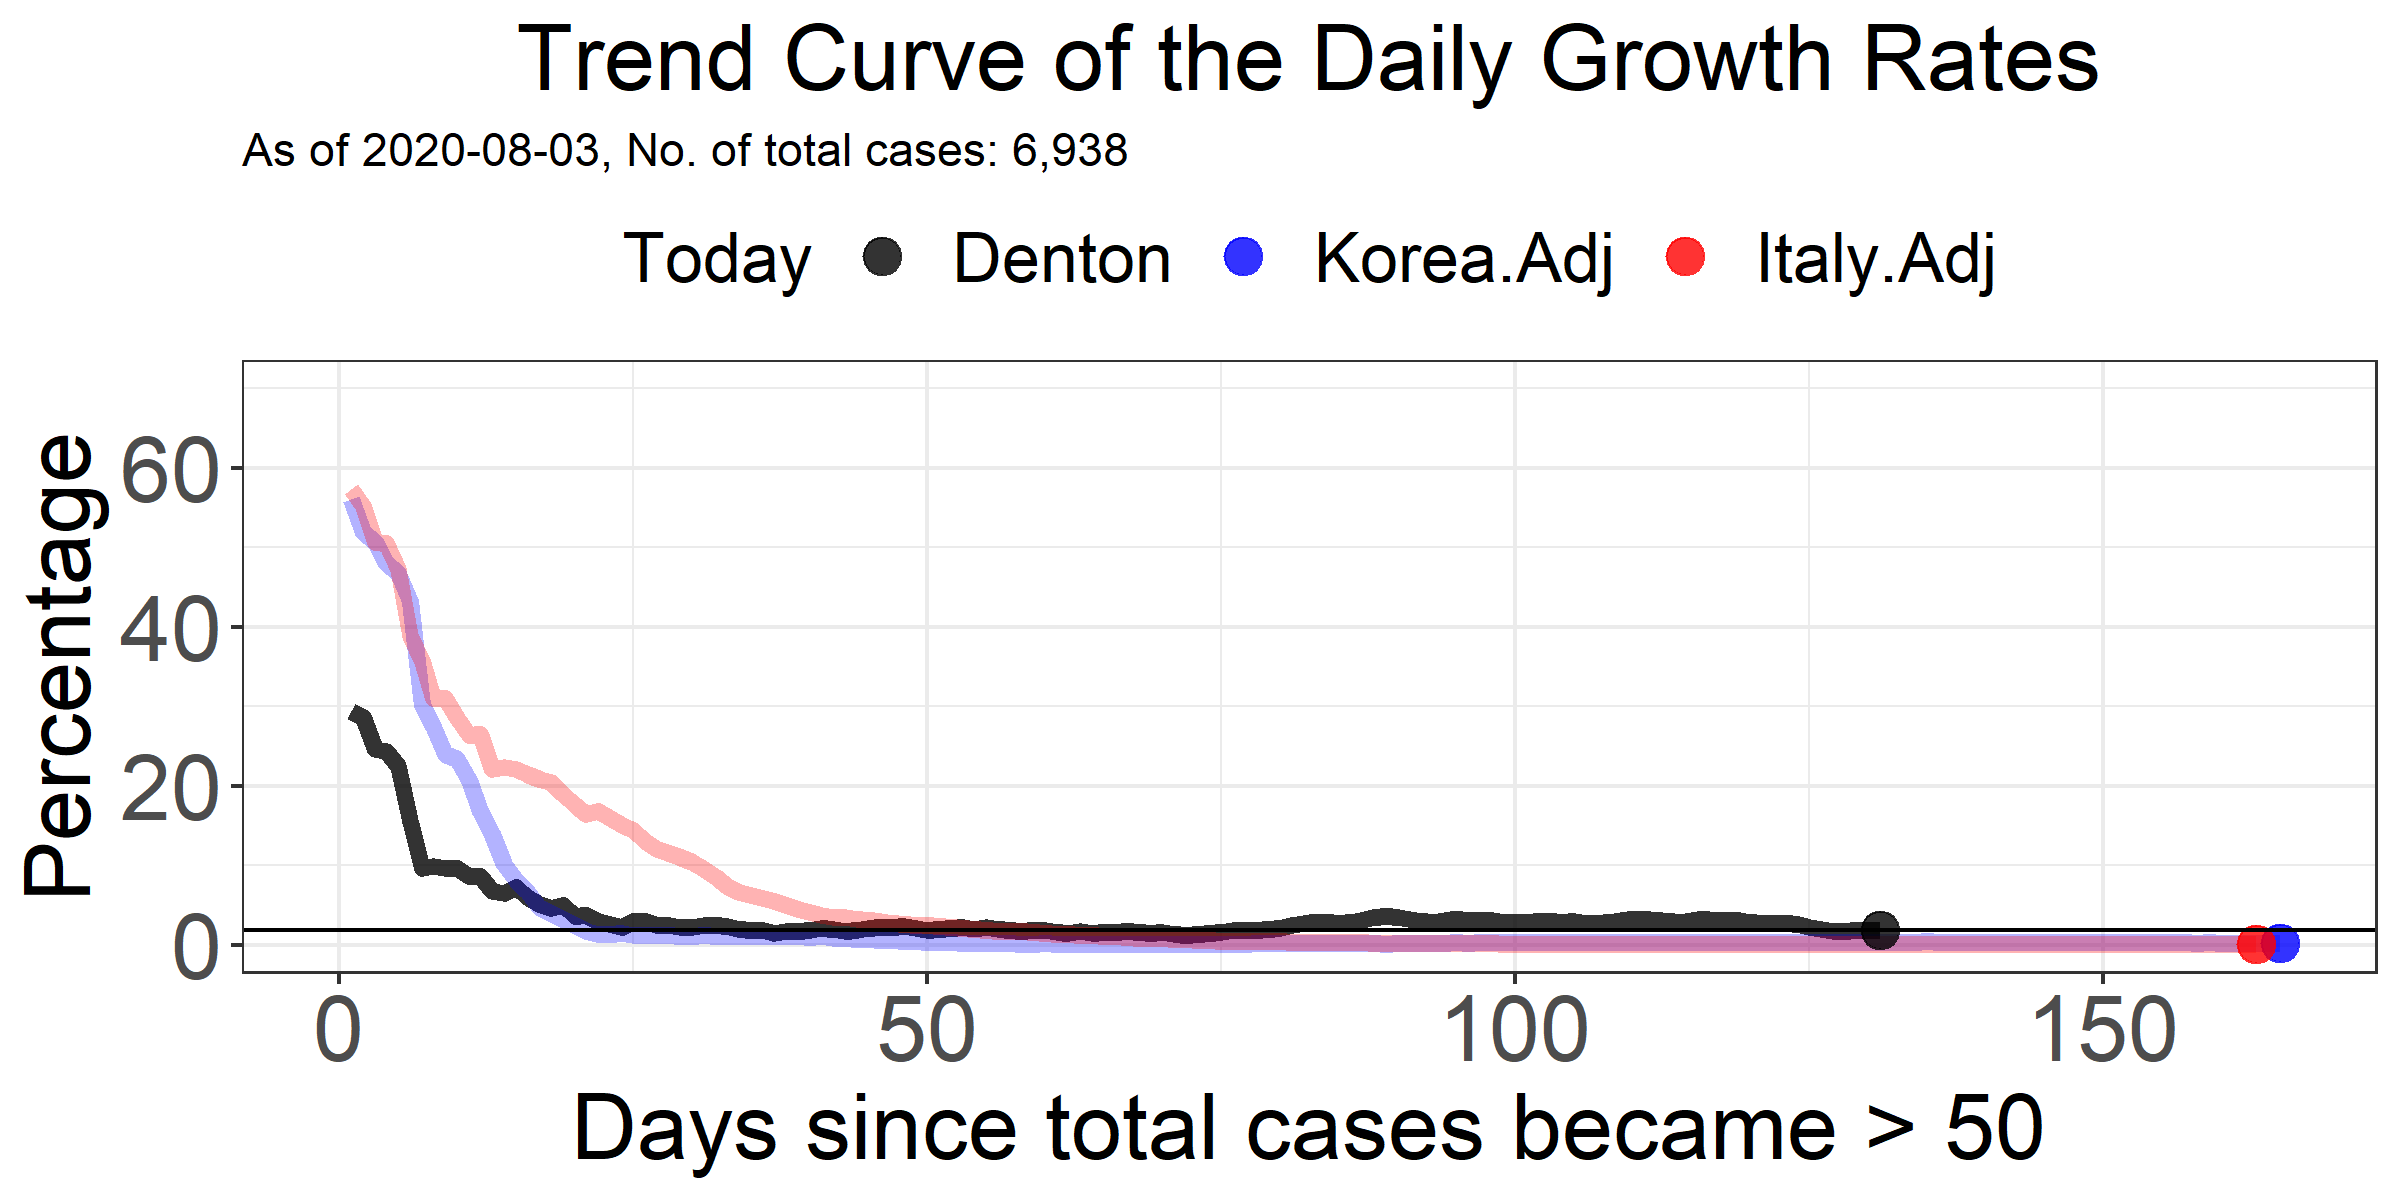 Trend Curve of the Daily Growth Rates
As of 2020-08-03, No. of total cases: 6,938
Today Denton Korea.Adj Italy.Adj
Percentage
60
40
20
0
0 50 100 150
Days since total cases became > 50